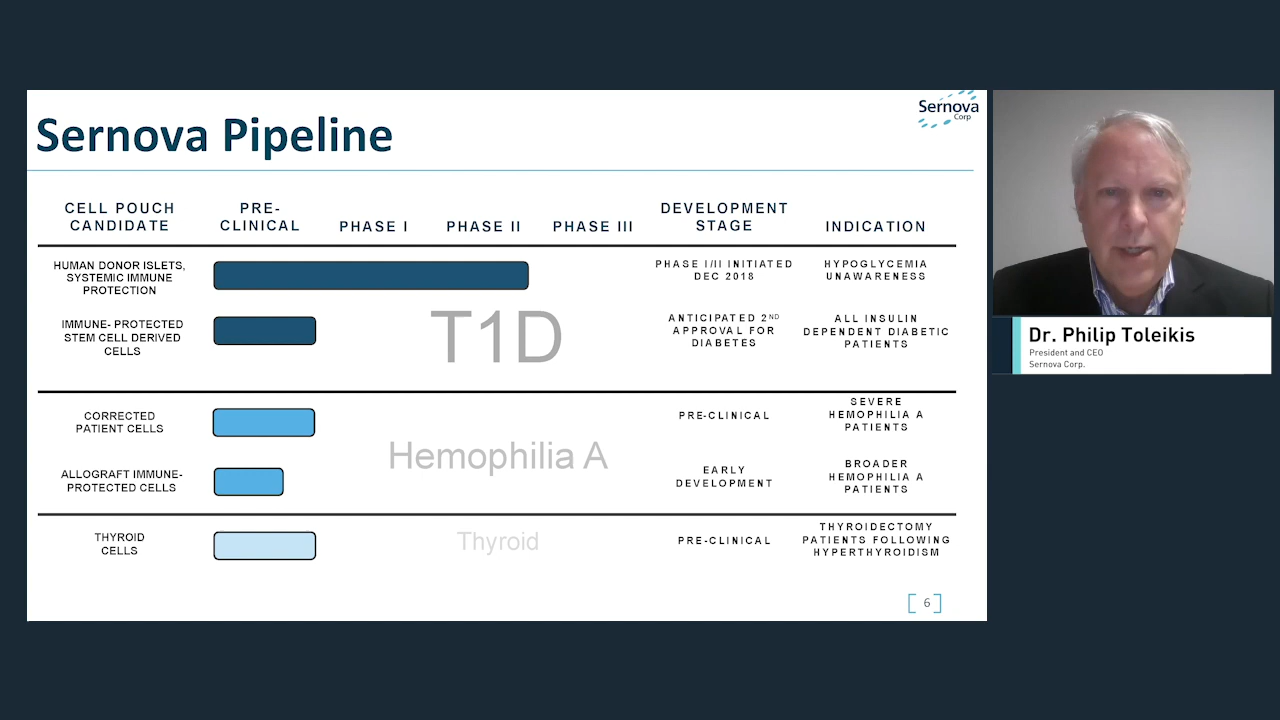 Sernova
Corp
Sernova Pipeline
CELL POUCH
CANDIDATE
PRE-
CLINICAL
PHASE I
PHASE II
PHASE III
DEVELOPMENT
STAGE
INDICATION
HUMAN DONOR ISLETS,
SYSTEMIC IMMUNE
PROTECTION
PHASE I/II INITIATED
DEC 2018
HYPOGLYCEMIA
UNAWARENESS
IMMUNE- PROTECTED
STEM CELL DERIVED
CELLS
T1D
ANTICIPATED 2ND
APPROVAL FOR
DIABETES
ALL INSULIN
DEPENDENT DIABETIC
PATIENTS
CORRECTED
PATIENT CELLS
Hemophilia A
PRE-CLINICAL
SEVERE
HEMOPHILIA A
PATIENTS
ALLOGRAFT IMMUNE-
PROTECTED CELLS
EARLY
DEVELOPMENT
BROADER
HEMOPHILIA A
PATIENTS
THYROID
CELLS
Thyroid
PRE-CLINICAL
THYROIDECTOMY
PATIENTS FOLLOWING
HYPERTHYROIDISM
6
Dr. Philip Toleikis
President and CEO
Sernova Corp.